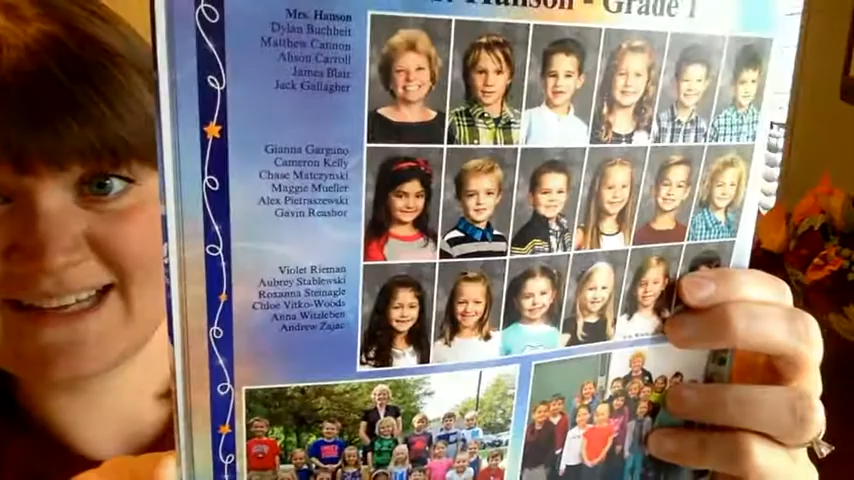 Hanson - Grade 1
Mrs. Hanson
Dylan Buchheit
Matthew Cannon
Alison Carroll
James Blair
Jack Gallagher
Gianna Gargano
Cameron Kelly
Chase Matczynski
Maggie Mueller
Alex Pietraszewski
Gavin Reashor
Violet Rieman
Aubrey Stablewski
Roxanna Steinagle
Chloe Vitko-Woods
Anna Witzleben
Andrew Zajac